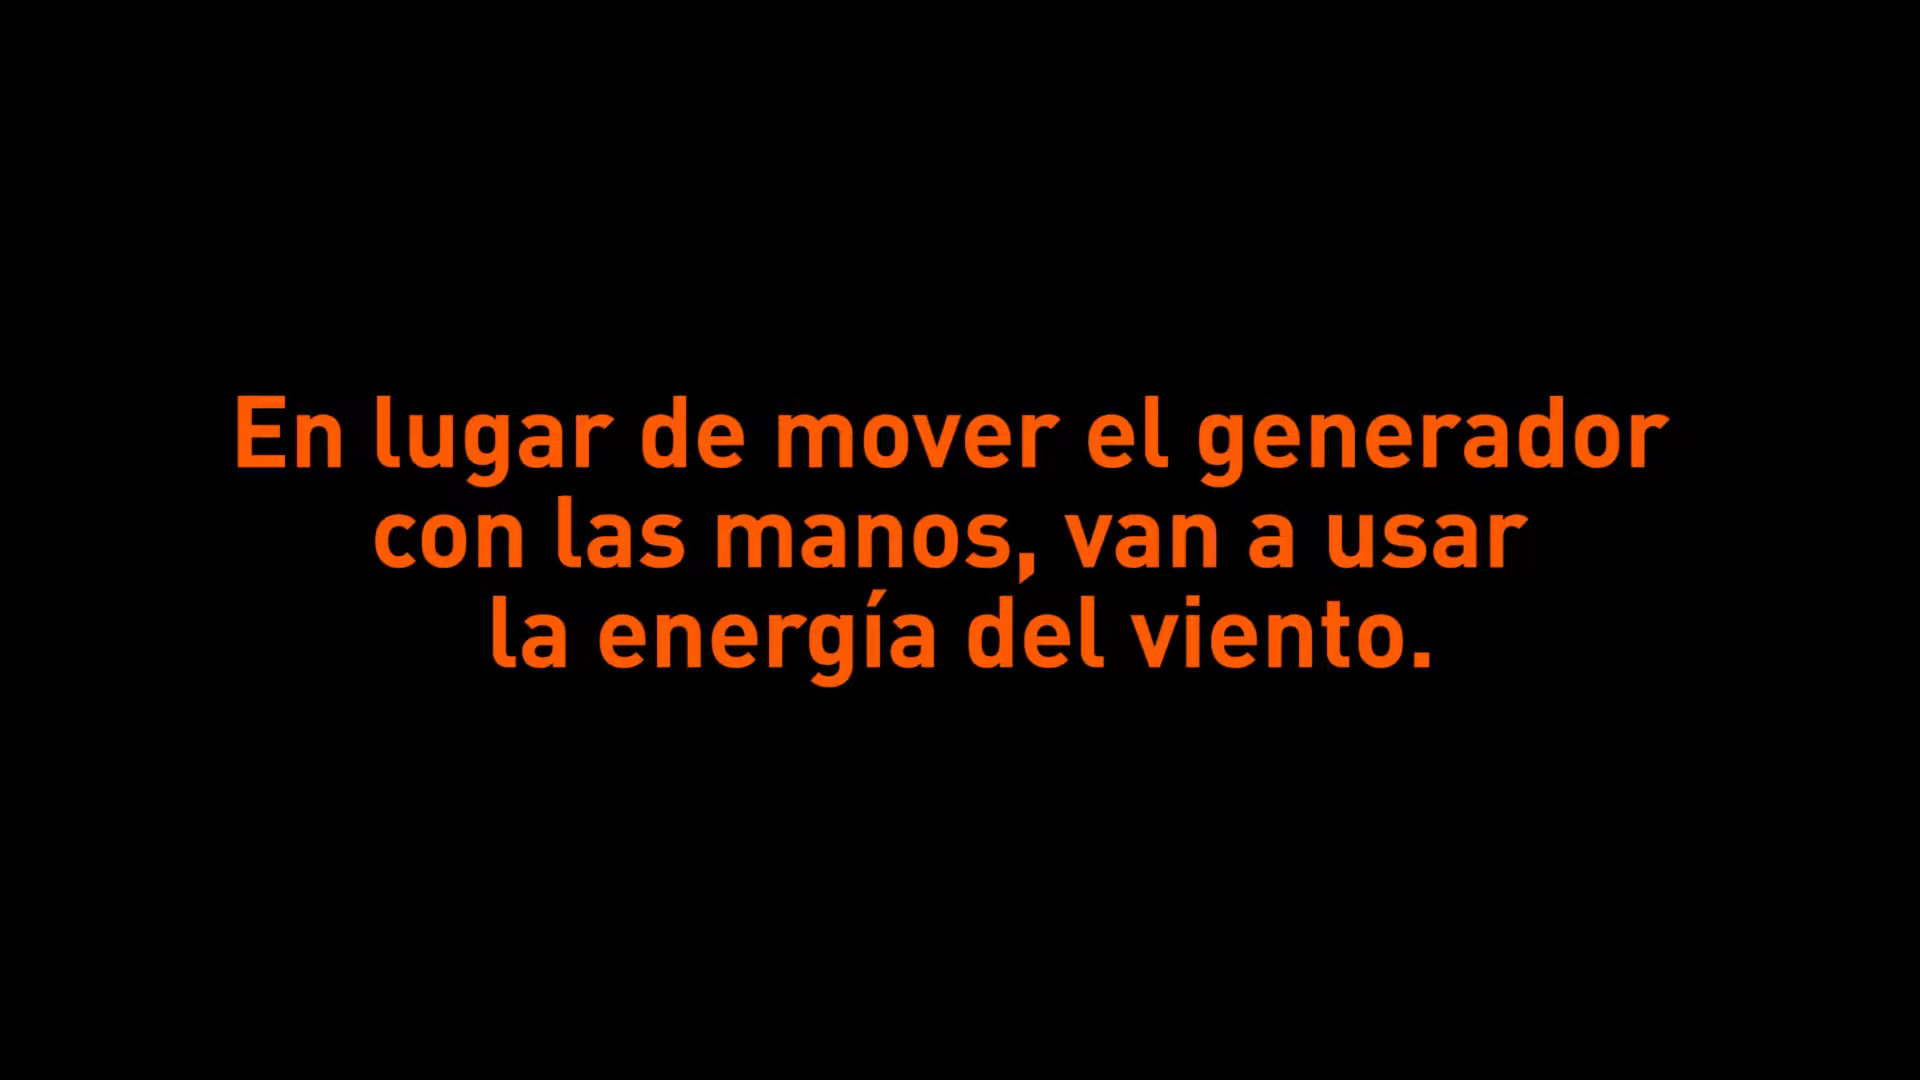 En lugar de mover el generador
con las manos, van a usar
la energía del viento.